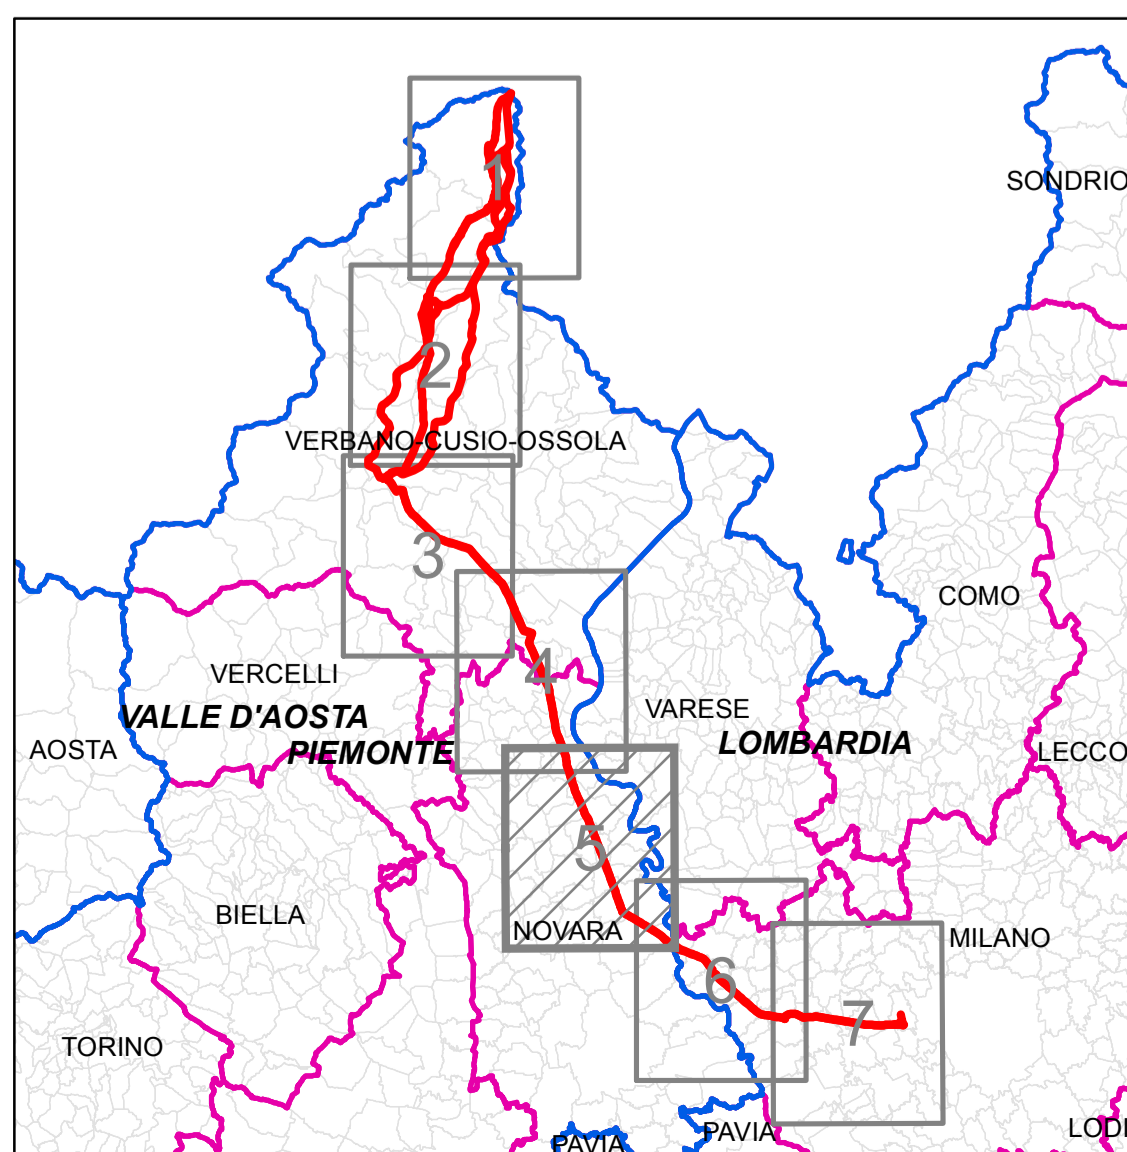 1
SONDRIO
2
VERBANO-CUSIO-OSSOLA
3
COMO
VERCELLI
4
VALLE D'AOSTA
VARESE
AOSTA
PIEMONTE
LOMBARDIA
LECCO
5
BIELLA
NOVARA
MILANO
6
7
TORINO
PAVIA
PAVIA
LODI